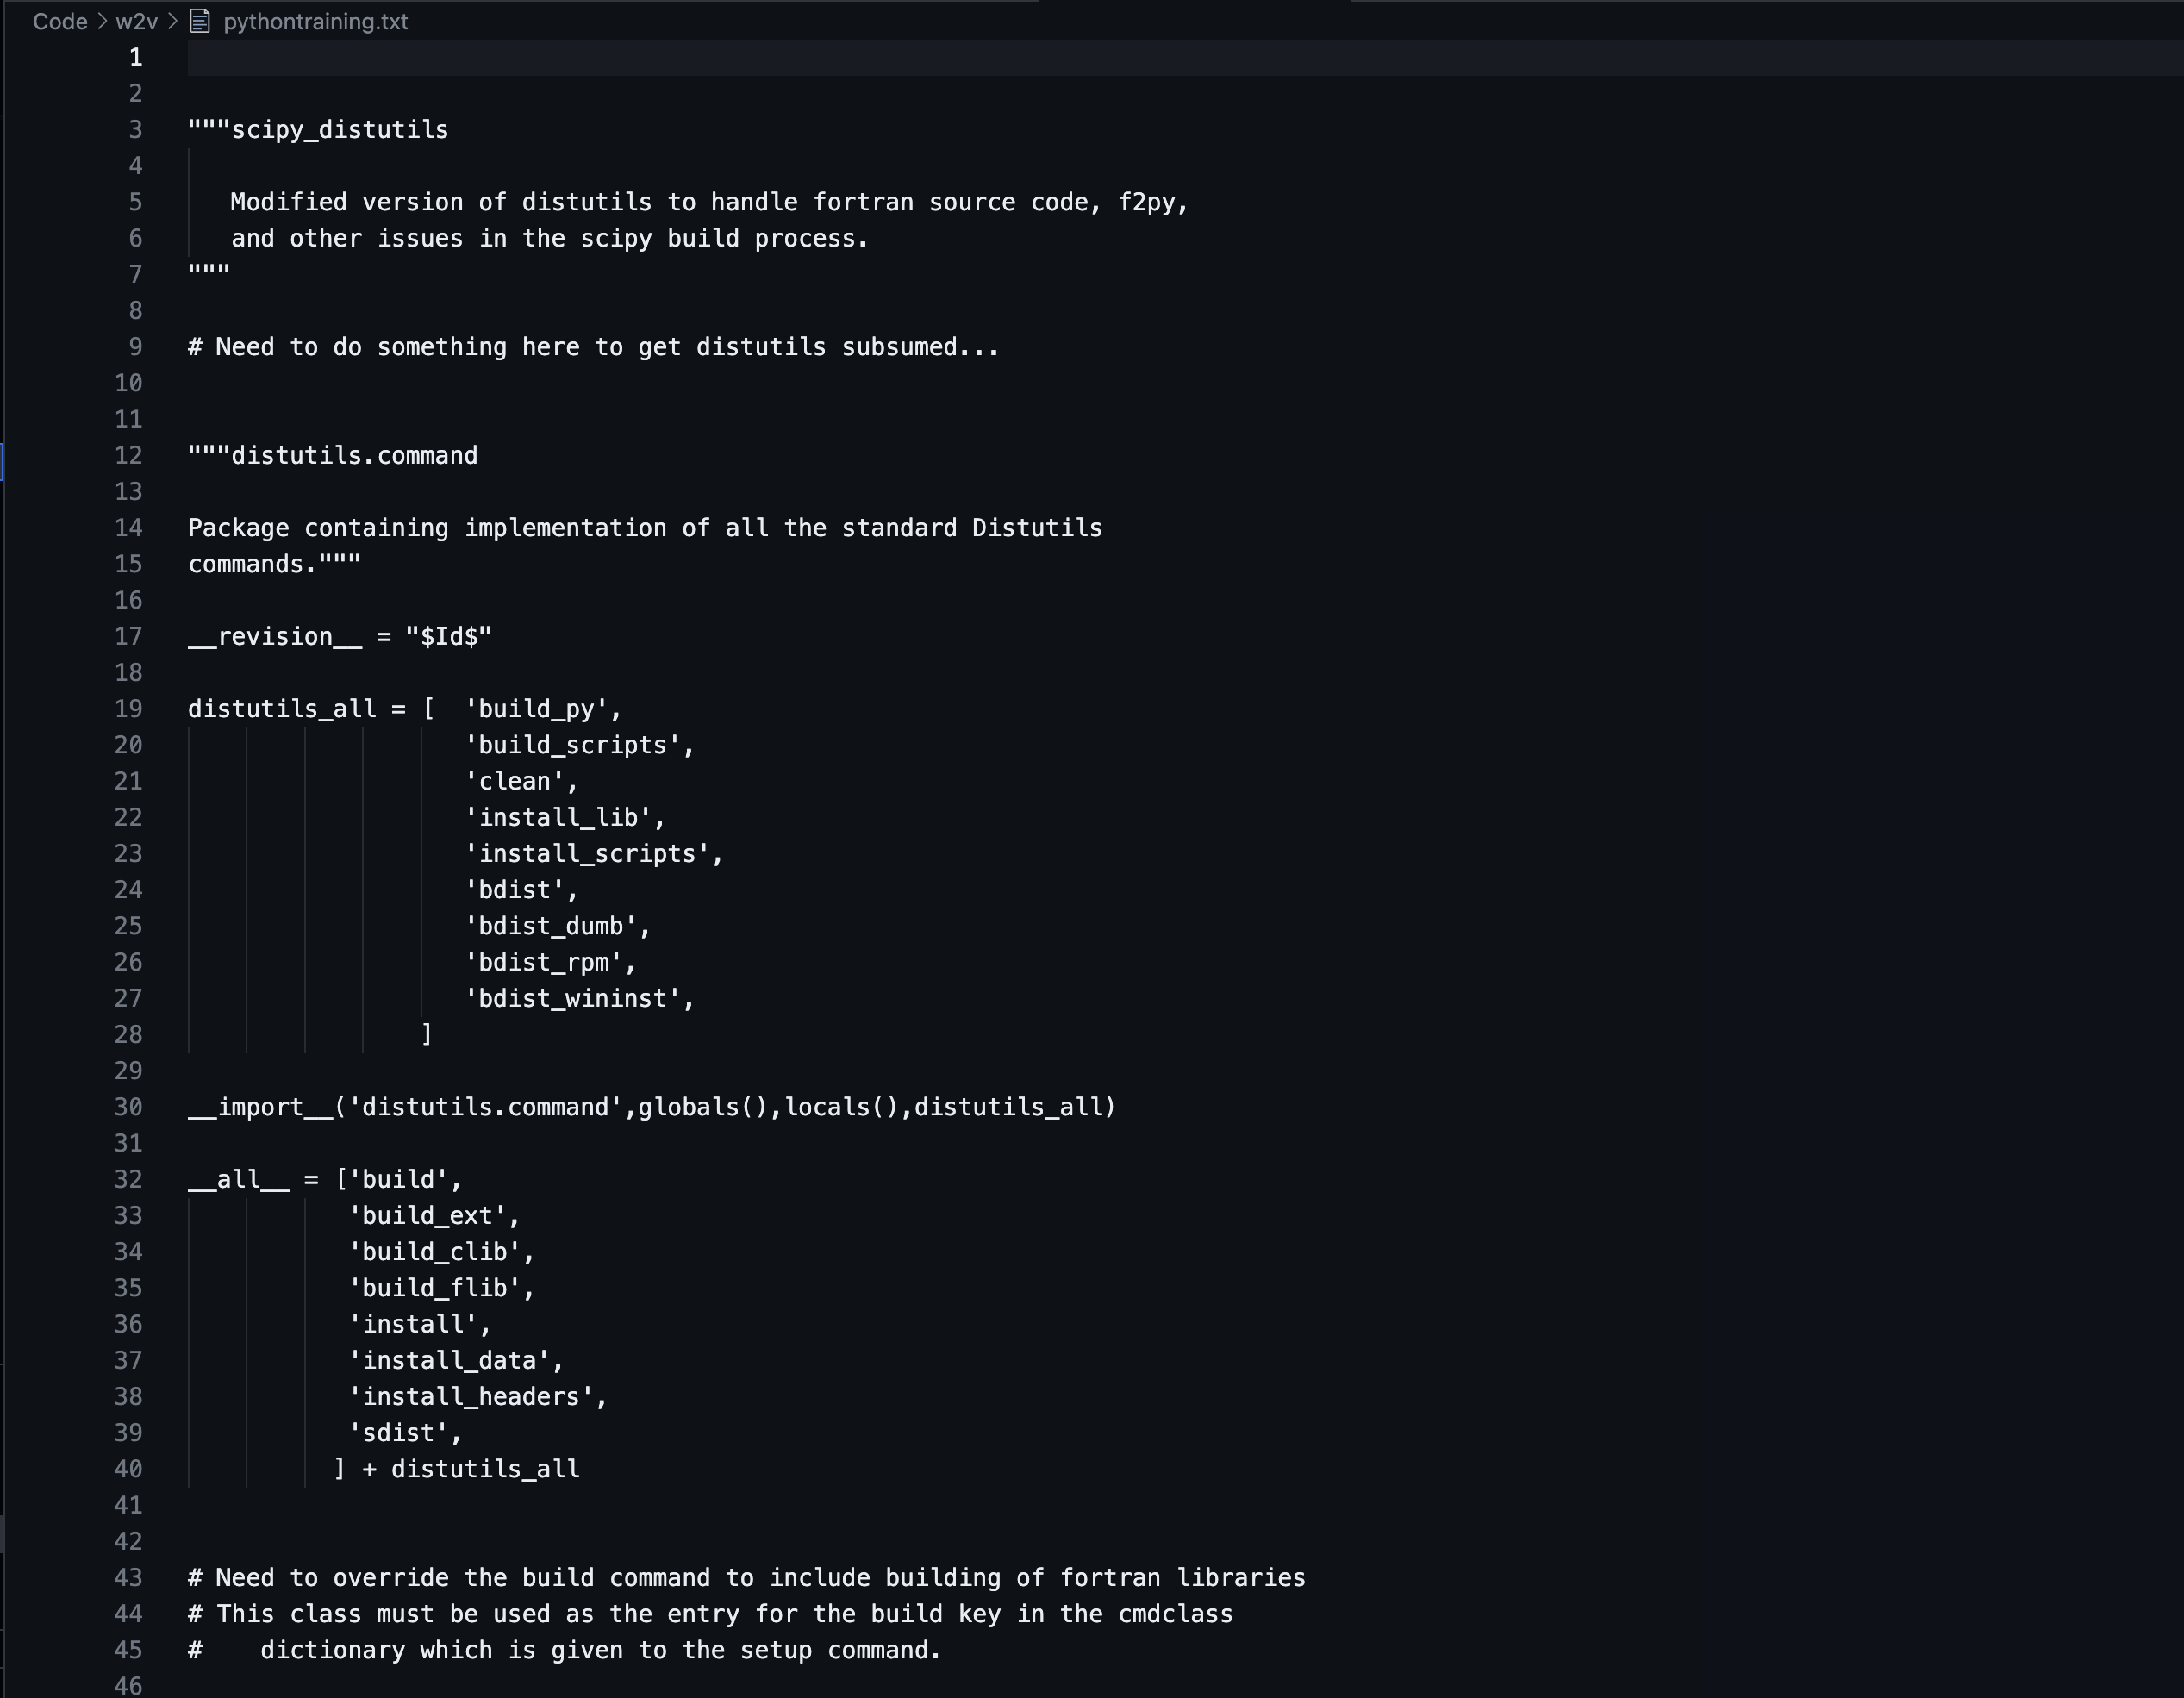 Code > w2v > pythontraining.txt
1
2
3 """scipy_distutils
4
5    Modified version of distutils to handle fortran source code, f2py,
6    and other issues in the scipy build process.
7 """
8
9 # Need to do something here to get distutils subsumed...
10
11
12 """distutils.command
13
14 Package containing implementation of all the standard Distutils
15 commands."""
16
17 __revision__ = "$Id$"
18
19 distutils_all = [  'build_py',
20                    'build_scripts',
21                    'clean',
22                    'install_lib',
23                    'install_scripts',
24                    'bdist',
25                    'bdist_dumb',
26                    'bdist_rpm',
27                    'bdist_wininst',
28                 ]
29
30 __import__('distutils.command',globals(),locals(),distutils_all)
31
32 __all__ = ['build',
33            'build_ext',
34            'build_clib',
35            'build_flib',
36            'install',
37            'install_data',
38            'install_headers',
39            'sdist',
40           ] + distutils_all
41
42
43 # Need to override the build command to include building of fortran libraries
44 # This class must be used as the entry for the build key in the cmdclass
45 #    dictionary which is given to the setup command.
46